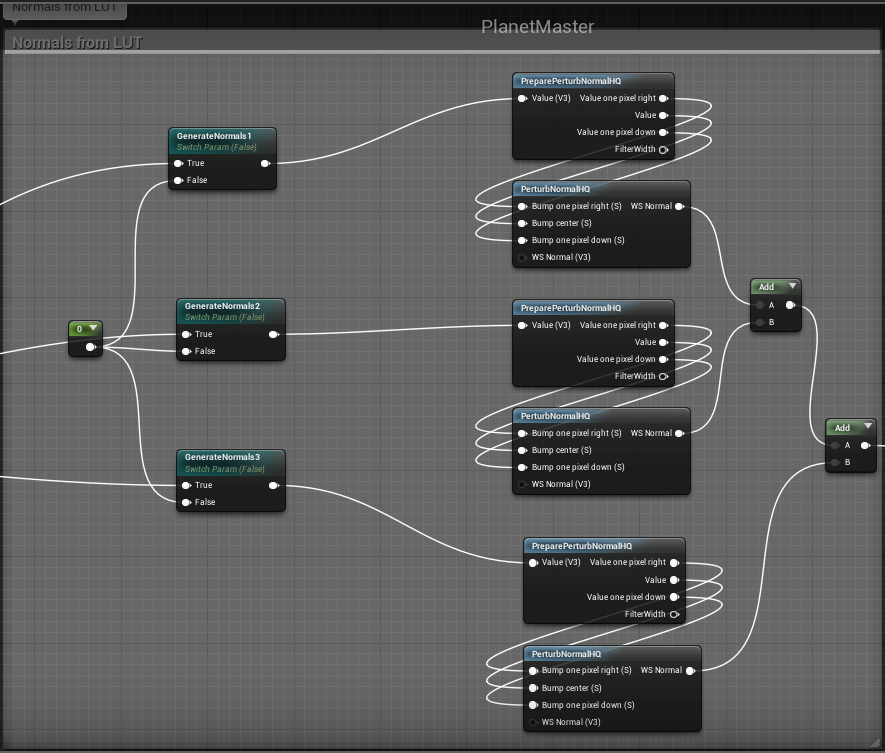 Normals from LUT
PlanetMaster
Normals from LUT
PreparePerturbNormalHQ
Value (V3) Value one pixel right
Value
Value one pixel down
FilterWidth
GenerateNormals1
Switch Param (False)
True
False
PerturbNormalHQ
Bump one pixel right (S) WS Normal
Bump center (S)
Bump one pixel down (S)
WS Normal (V3)
Add
A
B
GenerateNormals2
Switch Param (False)
True
False
0
PreparePerturbNormalHQ
Value (V3) Value one pixel right
Value
Value one pixel down
FilterWidth
PerturbNormalHQ
Bump one pixel right (S) WS Normal
Bump center (S)
Bump one pixel down (S)
WS Normal (V3)
Add
A
B
GenerateNormals3
Switch Param (False)
True
False
PreparePerturbNormalHQ
Value (V3) Value one pixel right
Value
Value one pixel down
FilterWidth
PerturbNormalHQ
Bump one pixel right (S) WS Normal
Bump center (S)
Bump one pixel down (S)
WS Normal (V3)